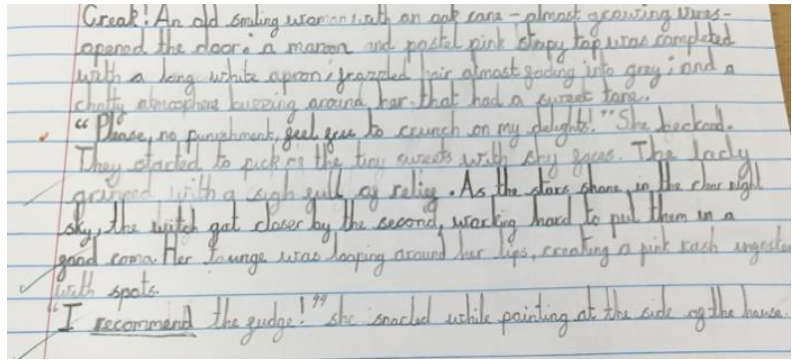 Creak! An old smiling woman with an oak cane - almost growing vines -
opened the door. a maroon and pastel pink stripy top was completed
with a long white apron; frazzled hair almost fading into grey; and a
chatty atmosphere buzzing around her that had a sweet tone.
“Please, no punishment, feel free to crunch on my delights!” She beckond.
They started to pick at the tiny sweets with shy faces. The lady
grinned with a sigh full of relief. As the stars shone in the clear night
sky, the witch got closer by the second, working hard to put them in a
good coma. Her tounge was looping around her lips, creating a pink rash
with spots.
“I recommend the fudge!” she snarled while pointing at the side of the house.